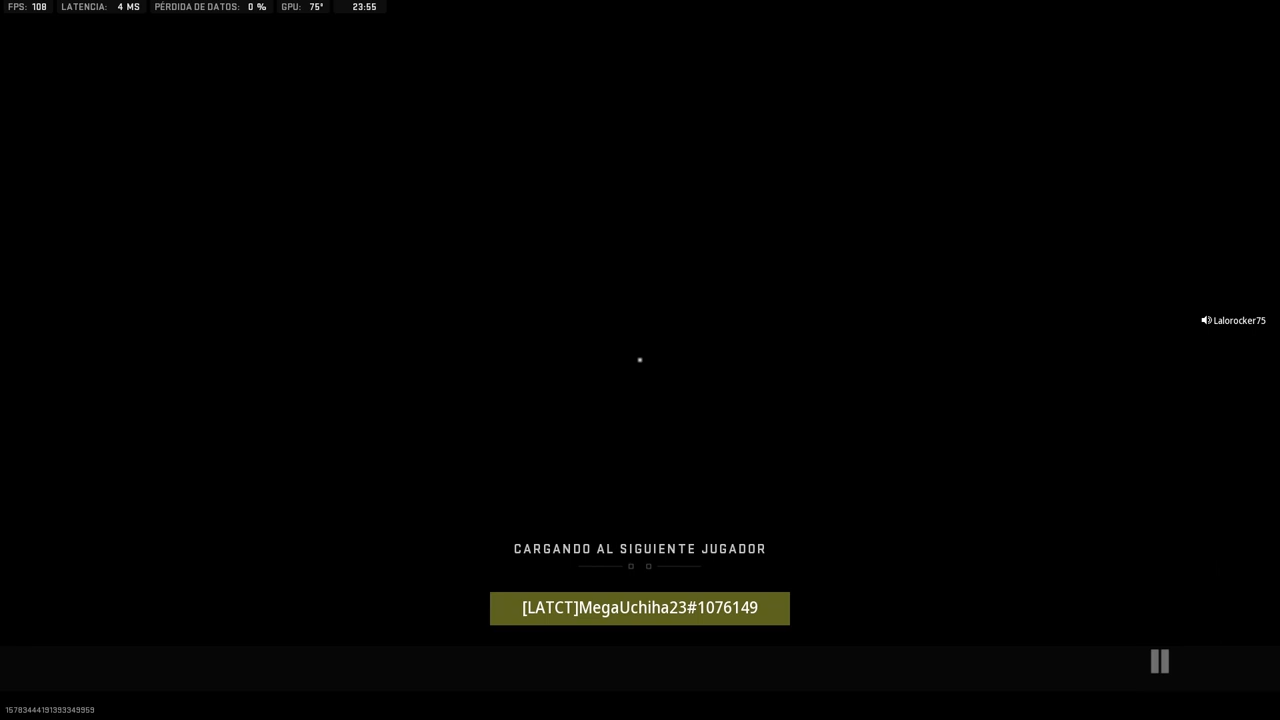 FPS: 108 LATENCIA: 4 MS PÉRDIDA DE DATOS: 0 % GPU: 75° 23:55
Lalorocker75
CARGANDO AL SIGUIENTE JUGADOR
[LATCT]MegaUchiha23#1076149
15783444191393349959